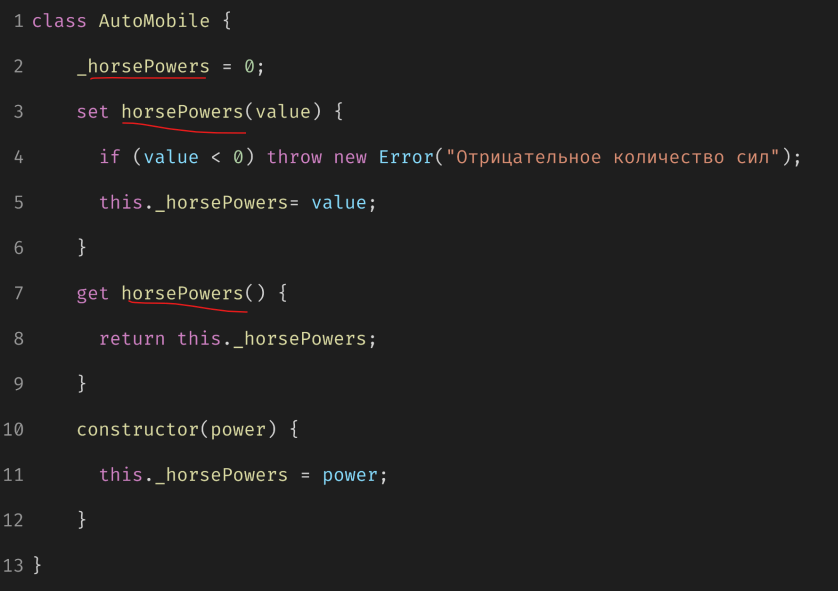 1 class AutoMobile {
2 _horsePowers = 0;
3 set horsePowers(value) {
4 if (value < 0) throw new Error("Отрицательное количество сил");
5 this._horsePowers= value;
6 }
7 get horsePowers() {
8 return this._horsePowers;
9 }
10 constructor(power) {
11 this._horsePowers = power;
12 }
13 }